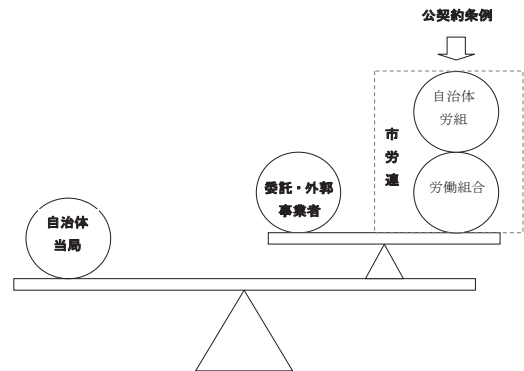 公契約条例
自治体
労組
市労連
労働組合
委託・外郭
事業者
自治体
当局